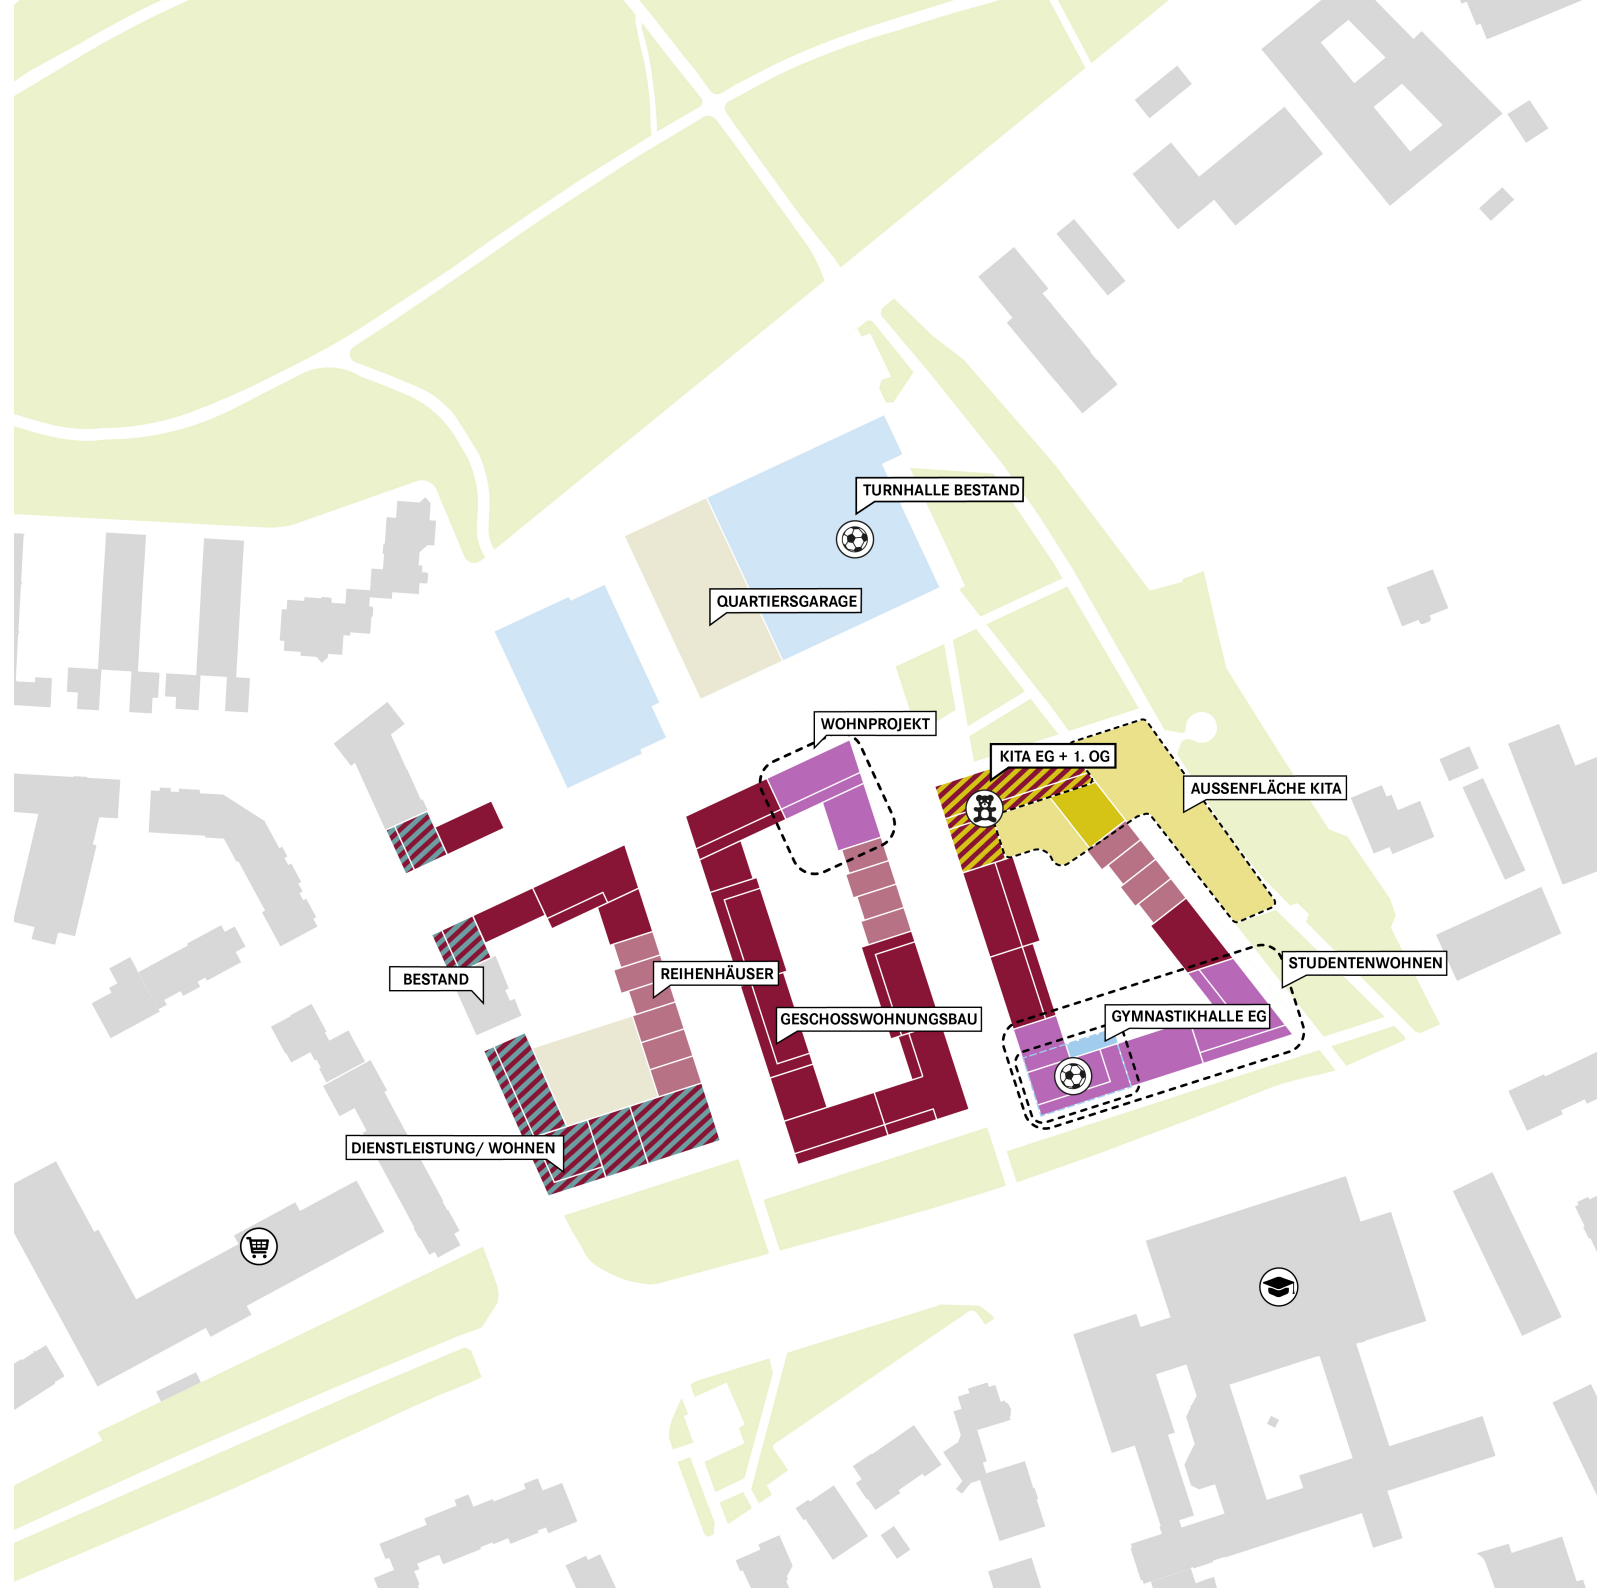 TURNHALLE BESTAND
QUARTIERSGARAGE
WOHNPROJEKT
KITA EG + 1. OG
AUSSENFLÄCHE KITA
STUDENTENWOHNEN
BESTAND
REIHENHÄUSER
GESCHOSSWOHNUNGSBAU
GYMNASTIKHALLE EG
DIENSTLEISTUNG/ WOHNEN